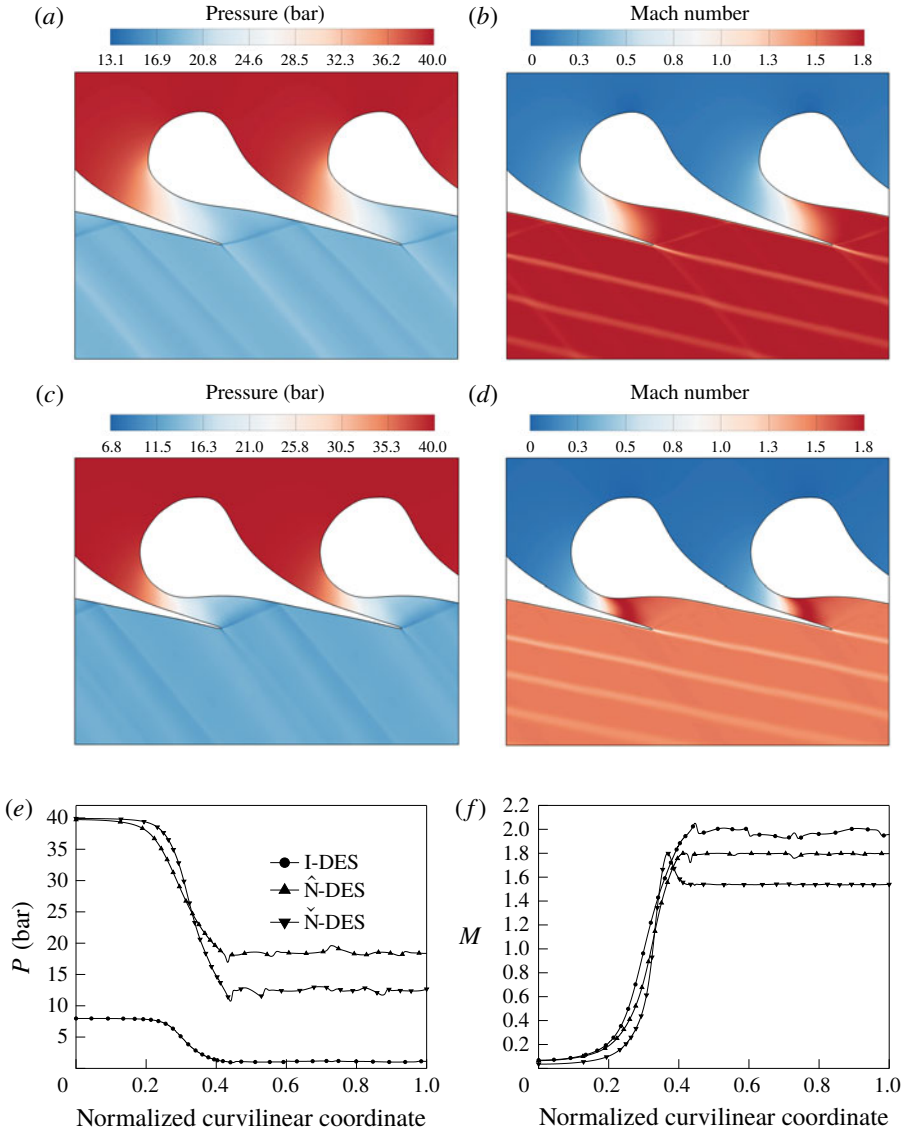 (a) Pressure (bar)
13.1 16.9 20.8 24.6 28.5 32.3 36.2 40.0
(b) Mach number
0 0.3 0.5 0.8 1.0 1.3 1.5 1.8
(c) Pressure (bar)
6.8 11.5 16.3 21.0 25.8 30.5 35.3 40.0
(d) Mach number
0 0.3 0.5 0.8 1.0 1.3 1.5 1.8
(e)
P (bar)
40
35
30
25
20
15
10
5
0 0.2 0.4 0.6 0.8 1.0
Normalized curvilinear coordinate
I-DES
N̂-DES
Ň-DES
(f)
M
2.2
2.0
1.8
1.6
1.4
1.2
1.0
0.8
0.6
0.4
0.2
0 0.2 0.4 0.6 0.8 1.0
Normalized curvilinear coordinate